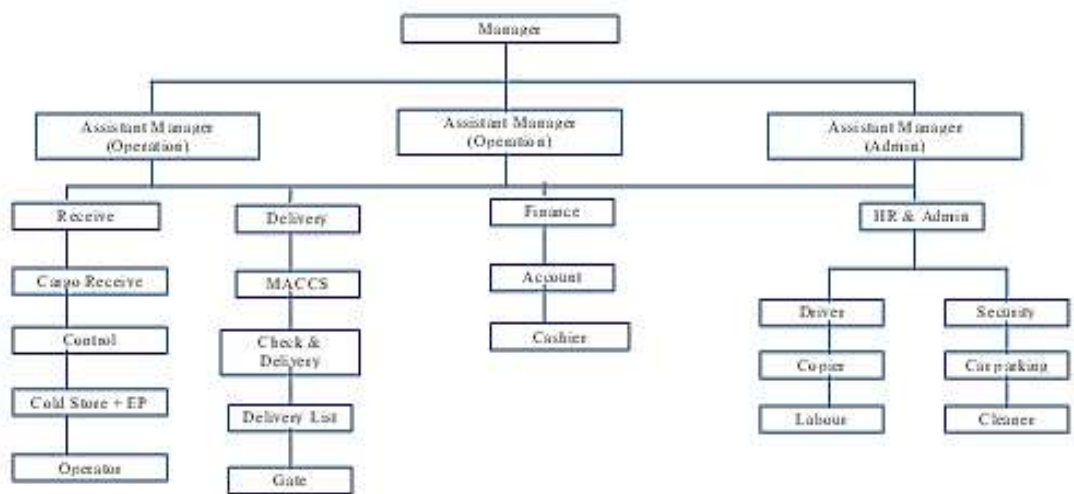 Manager
Assistant Manager
(Operation)
Assistant Manager
(Operation)
Assistant Manager
(Admin)
Receive
Delivery
Finance
HR & Admin
Cargo Receive
MACCS
Account
Driver
Security
Control
Check &
Delivery
Cashier
Copier
Car parking
Cold Store + EP
Delivery List
Labour
Cleaner
Operator
Gate